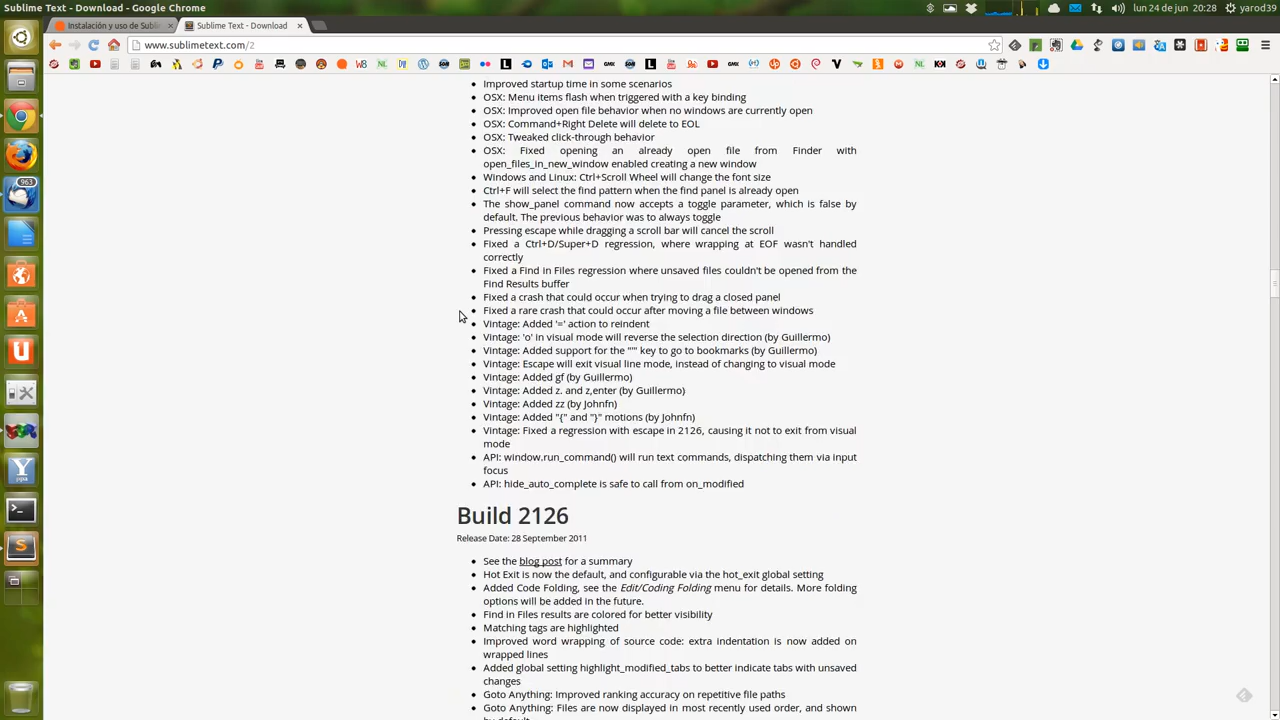 Sublime Text - Download - Google Chrome
lun 24 de jun 20:28
yarod39
Instalación y uso de Subli
Sublime Text - Download
www.sublimetext.com/2
963
Improved startup time in some scenarios
OSX: Menu items flash when triggered with a key binding
OSX: Improved open file behavior when no windows are currently open
OSX: Command+Right Delete will delete to EOL
OSX: Tweaked click-through behavior
OSX: Fixed opening an already open file from Finder with
open_files_in_new_window enabled creating a new window
Windows and Linux: Ctrl+Scroll Wheel will change the font size
Ctrl+F will select the find pattern when the find panel is already open
The show_panel command now accepts a toggle parameter, which is false by
default. The previous behavior was to always toggle
Pressing escape while dragging a scroll bar will cancel the scroll
Fixed a Ctrl+D/Super+D regression, where wrapping at EOF wasn't handled
correctly
Fixed a Find in Files regression where unsaved files couldn't be opened from the
Find Results buffer
Fixed a crash that could occur when trying to drag a closed panel
Fixed a rare crash that could occur after moving a file between windows
Vintage: Added '=' action to reindent
Vintage: 'o' in visual mode will reverse the selection direction (by Guillermo)
Vintage: Added support for the "'" key to go to bookmarks (by Guillermo)
Vintage: Escape will exit visual line mode, instead of changing to visual mode
Vintage: Added gf (by Guillermo)
Vintage: Added z. and z,enter (by Guillermo)
Vintage: Added zz (by Johnfn)
Vintage: Added "{" and "}" motions (by Johnfn)
Vintage: Fixed a regression with escape in 2126, causing it not to exit from visual
mode
API: window.run_command() will run text commands, dispatching them via input
focus
API: hide_auto_complete is safe to call from on_modified
Build 2126
Release Date: 28 September 2011
See the blog post for a summary
Hot Exit is now the default, and configurable via the hot_exit global setting
Added Code Folding, see the Edit/Coding Folding menu for details. More folding
options will be added in the future.
Find in Files results are colored for better visibility
Matching tags are highlighted
Improved word wrapping of source code: extra indentation is now added on
wrapped lines
Added global setting highlight_modified_tabs to better indicate tabs with unsaved
changes
Goto Anything: Improved ranking accuracy on repetitive file paths
Goto Anything: Files are now displayed in most recently used order, and shown
by default